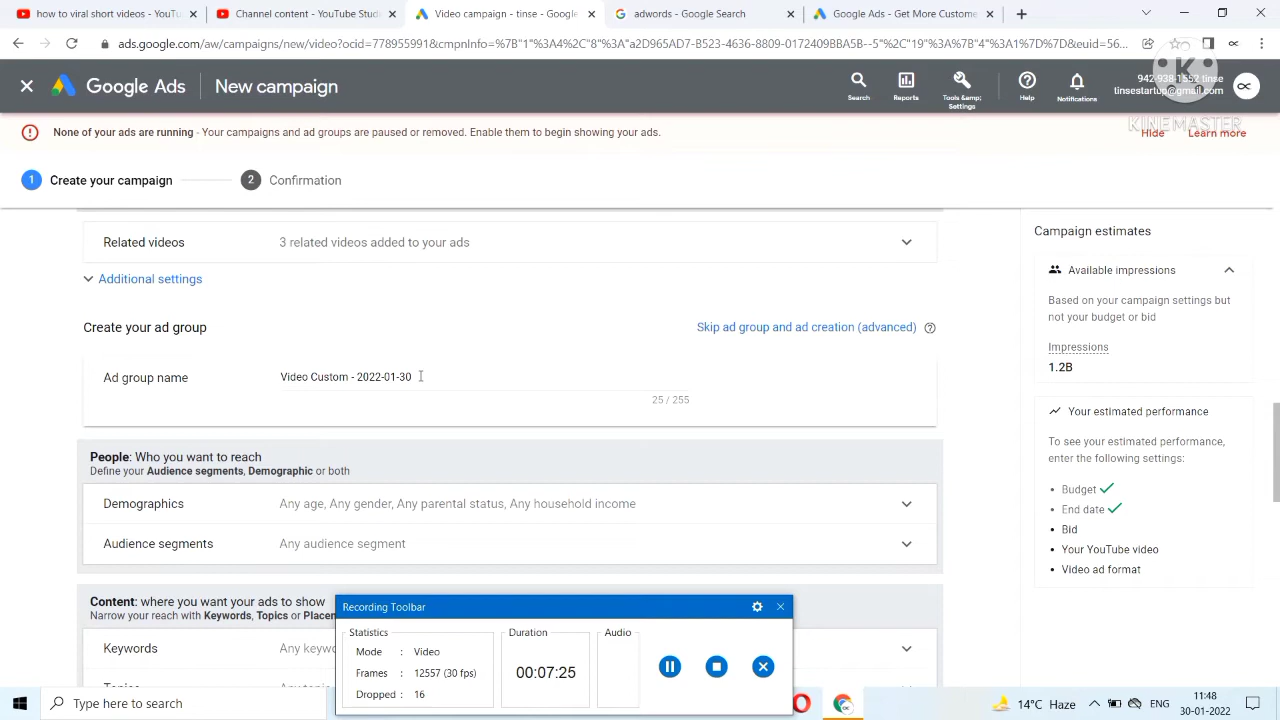 how to viral short videos - YouTu
Channel content - YouTube Studio
Video campaign - tinse - Google
adwords - Google Search
Google Ads - Get More Custome
ads.google.com/aw/campaigns/new/video?ocid=778955991&cmpnInfo=%7B"1"%3A4%2C"8"%3A"a2D965AD7-B523-4636-8809-0172409BBA5B--5"%2C"19"%3A%7B"4"%3A1%7D%7D&euid=56...
Google Ads
New campaign
Search
Reports
Tools &amp; Settings
Help
Notifications
942-938-1552 tinse
tinsestartup@gmail.com
KINEMASTER
None of your ads are running - Your campaigns and ad groups are paused or removed. Enable them to begin showing your ads.
Hide
Learn more
1 Create your campaign
2 Confirmation
Related videos
3 related videos added to your ads
Additional settings
Create your ad group
Skip ad group and ad creation (advanced)
Ad group name
Video Custom - 2022-01-30
25 / 255
People: Who you want to reach
Define your Audience segments, Demographic or both
Demographics
Any age, Any gender, Any parental status, Any household income
Audience segments
Any audience segment
Content: where you want your ads to show
Narrow your reach with Keywords, Topics or
Keywords
Campaign estimates
Available impressions
Based on your campaign settings but
not your budget or bid
Impressions
1.2B
Your estimated performance
To see your estimated performance,
enter the following settings:
• Budget
• End date
• Bid
• Your YouTube video
• Video ad format
Recording Toolbar
Statistics
Mode : Video
Frames : 12557 (30 fps)
Dropped : 16
Duration
00:07:25
Audio
Type here to search
14°C Haze
ENG
11:48
30-01-2022